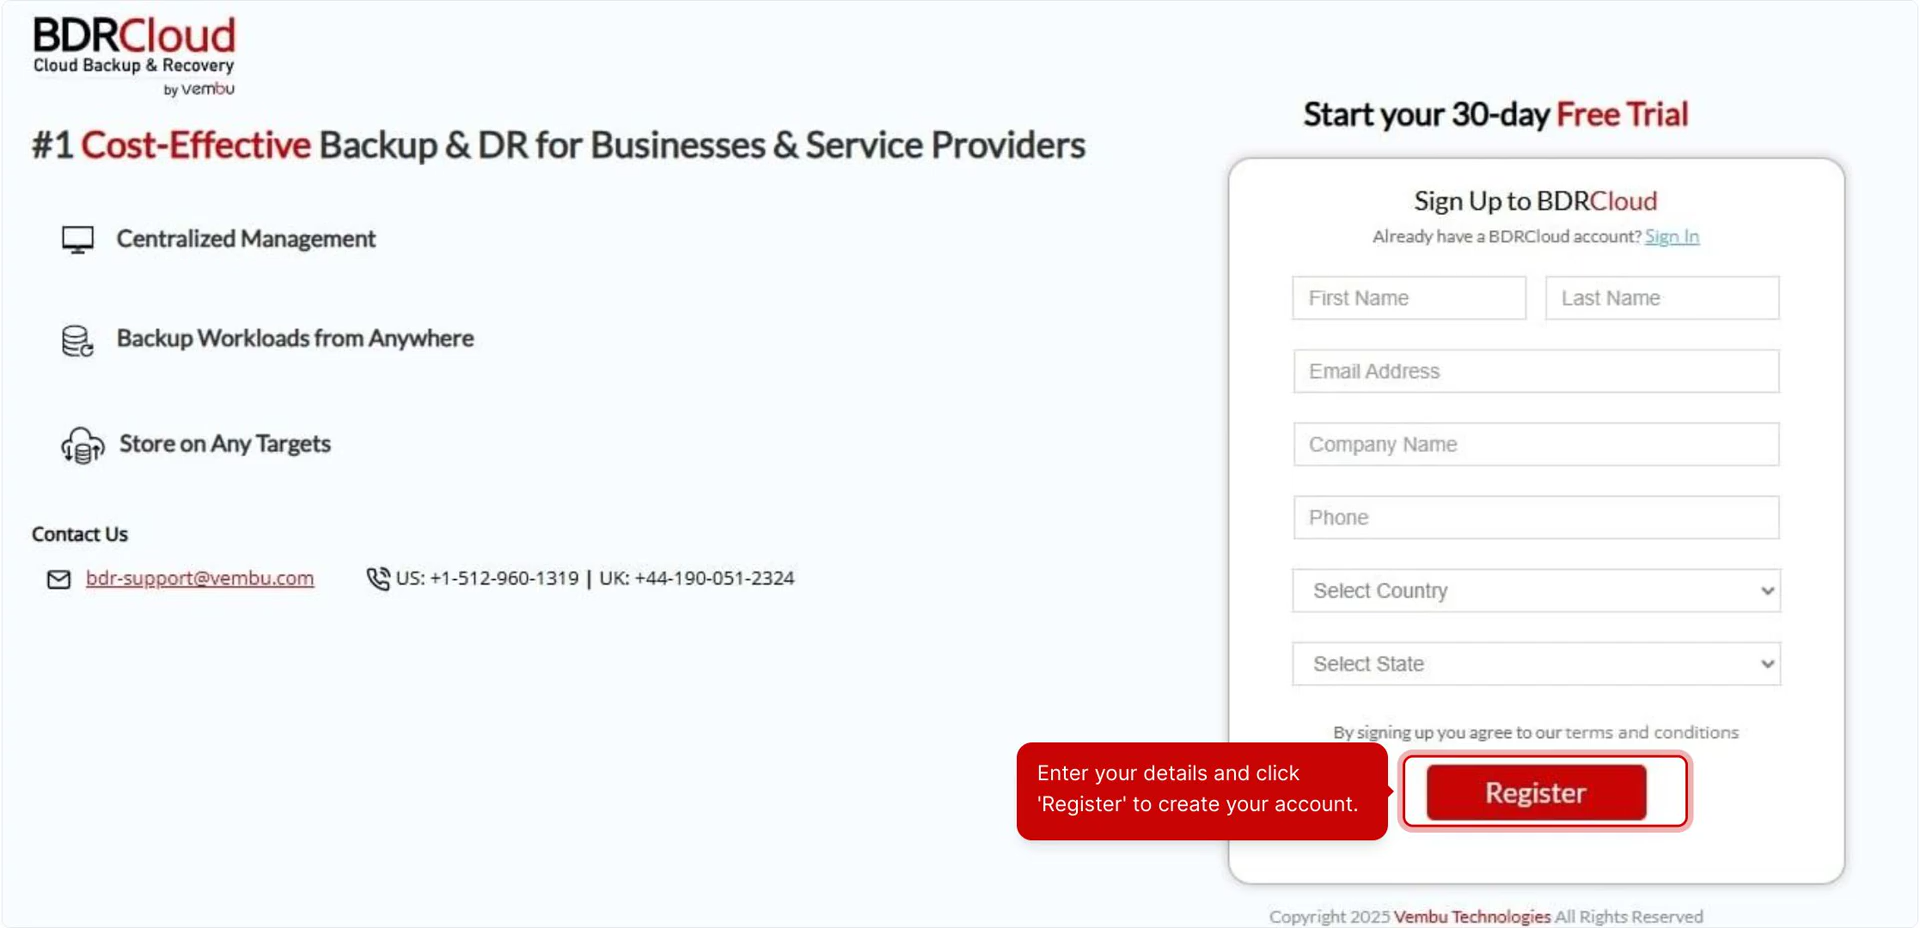 BDRCloud
Cloud Backup & Recovery
by vembu
#1 Cost-Effective Backup & DR for Businesses & Service Providers
Centralized Management
Backup Workloads from Anywhere
Store on Any Targets
Contact Us
bdr-support@vembu.com
US: +1-512-960-1319 | UK: +44-190-051-2324
Start your 30-day Free Trial
Sign Up to BDRCloud
Already have a BDRCloud account? Sign In
First Name
Last Name
Email Address
Company Name
Phone
Select Country
Select State
By signing up you agree to our terms and conditions
Enter your details and click
'Register' to create your account.
Register
Copyright 2025 Vembu Technologies All Rights Reserved